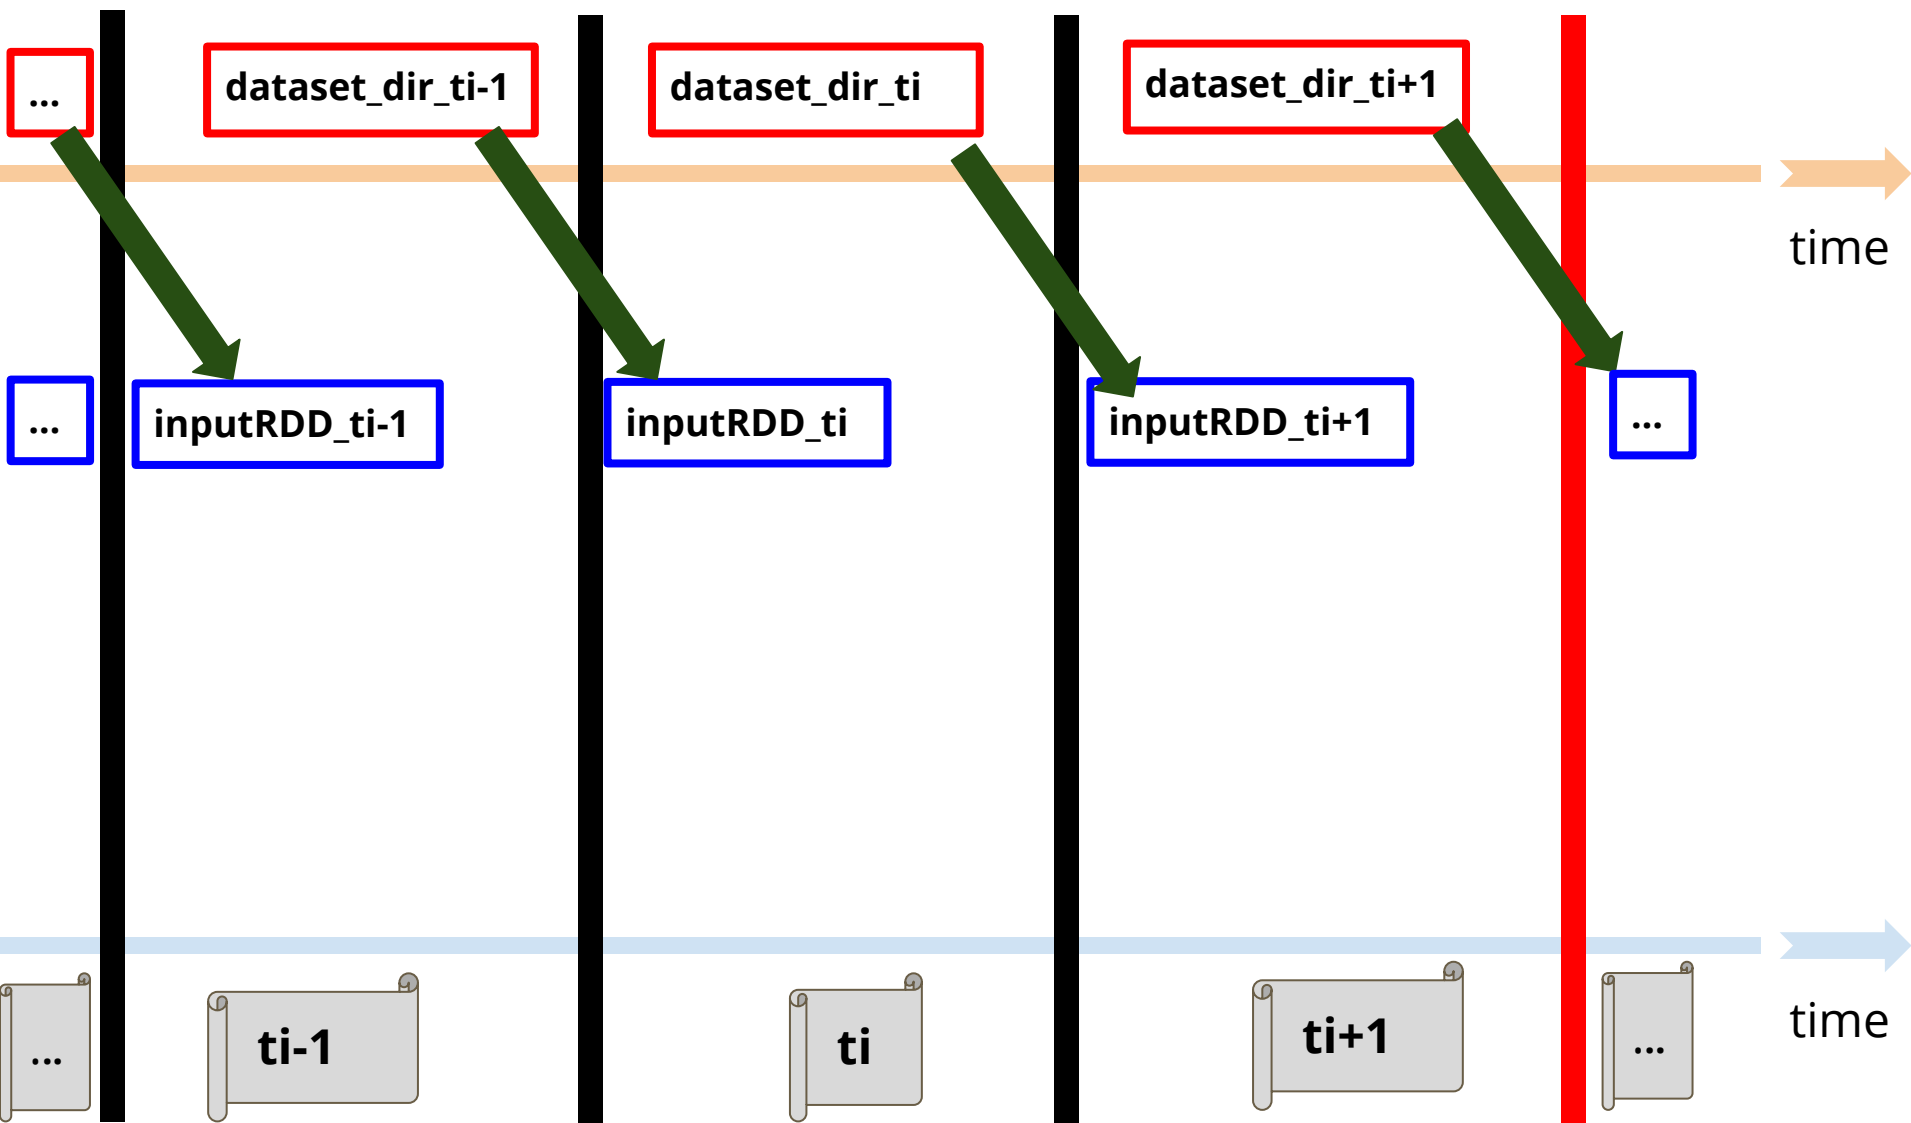 ...
dataset_dir_ti-1
dataset_dir_ti
dataset_dir_ti+1
time
...
inputRDD_ti-1
inputRDD_ti
inputRDD_ti+1
...
...
ti-1
ti
ti+1
...
time